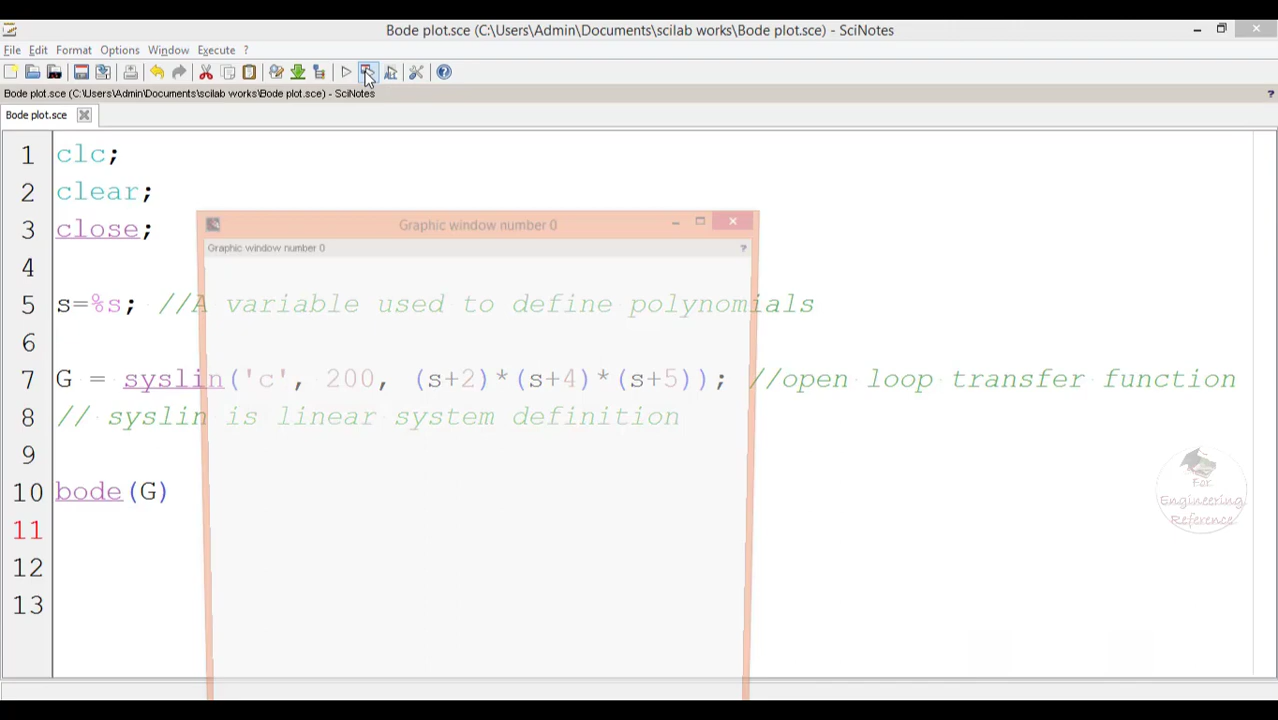 Bode plot.sce (C:\Users\Admin\Documents\scilab works\Bode plot.sce) - SciNotes
File Edit Format Options Window Execute ?
Bode plot.sce (C:\Users\Admin\Documents\scilab works\Bode plot.sce) - SciNotes ?
Bode plot.sce
1 clc;
2 clear;
3 close;
Graphic window number 0
Graphic window number 0 ?
4
5 s=%s; //A variable used to define polynomials
6
7 G = syslin('c', 200, (s+2)*(s+4)*(s+5)); //open loop transfer function
8 // syslin is linear system definition
9
10 bode(G)
11
12
13
For
Engineering
Reference